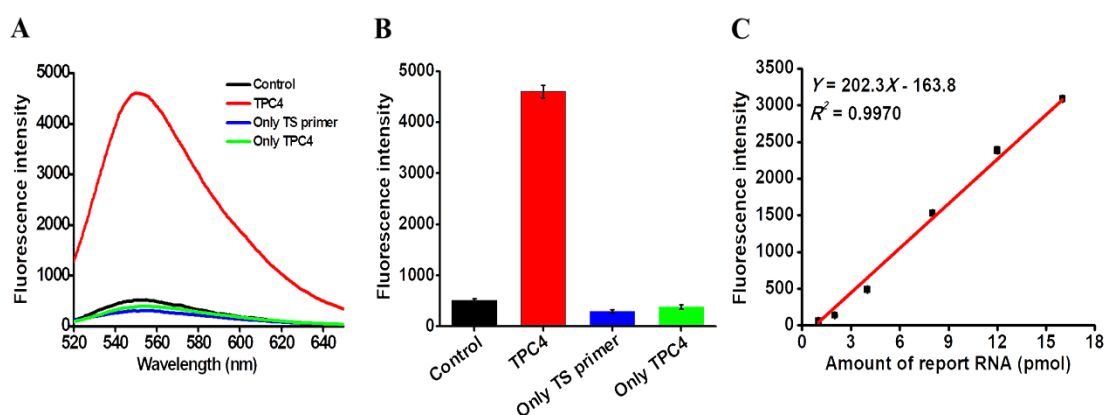 A
Fluorescence intensity
5000
4000
3000
2000
1000
0
520
540
560
580
600
620
640
Wavelength (nm)
Control
TPC4
Only TS primer
Only TPC4
B
Fluorescence intensity
5000
4000
3000
2000
1000
0
Control
TPC4
Only TS primer
Only TPC4
C
Fluorescence intensity
3500
3000
2500
2000
1500
1000
500
0
0
3
6
9
12
15
18
Amount of report RNA (pmol)
Y = 202.3X - 163.8
R² = 0.9970